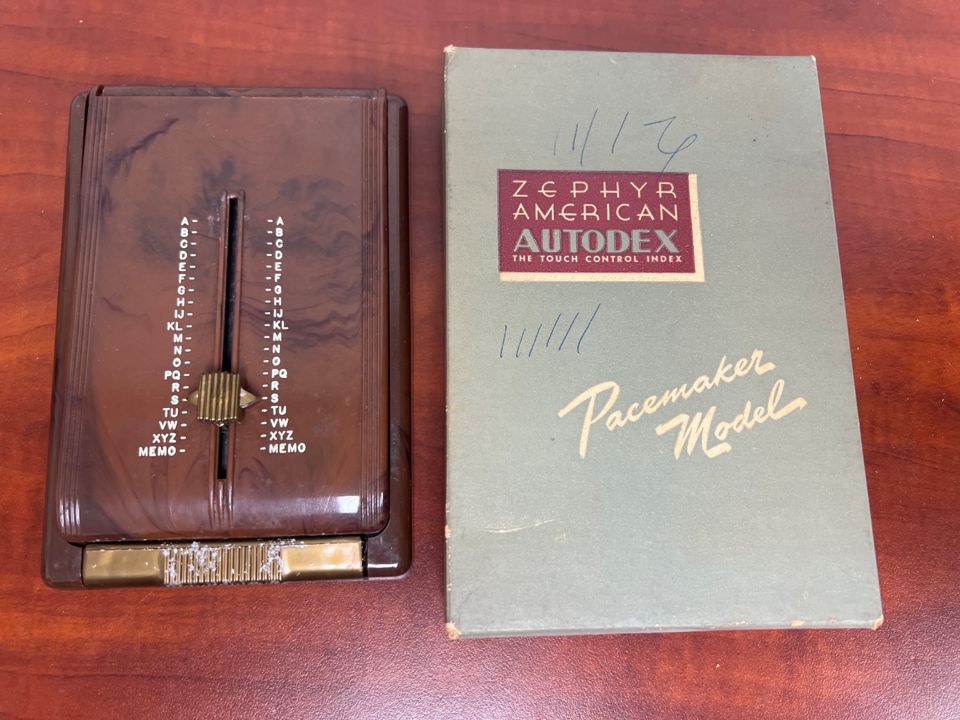 A- -A
B- -B
C- -C
D- -D
E- -E
F- -F
G- -G
H- -H
IJ- -IJ
KL- -KL
M- -M
N- -N
O- -O
PQ- -PQ
R- -R
S- -S
TU- -TU
VW- -VW
XYZ- -XYZ
MEMO- -MEMO
ZEPHYR
AMERICAN
AUTODEX
THE TOUCH CONTROL INDEX
Pacemaker
Model